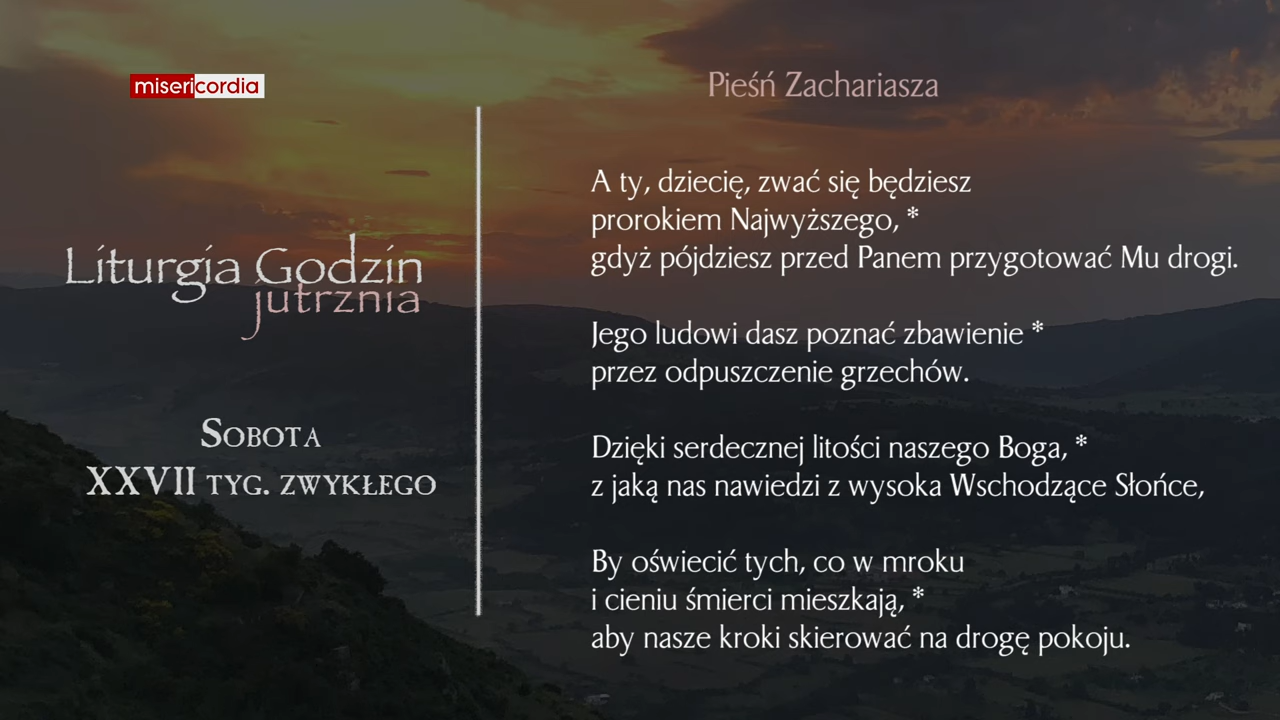 misericordia
Liturgia Godzin
jutrznia
Sobota
XXVII tyg. zwykłego
Pieśń Zachariasza
A ty, dziecię, zwać się będziesz
prorokiem Najwyższego, *
gdyż pójdziesz przed Panem przygotować Mu drogi.
Jego ludowi dasz poznać zbawienie *
przez odpuszczenie grzechów.
Dzięki serdecznej litości naszego Boga, *
z jaką nas nawiedzi z wysoka Wschodzące Słońce,
By oświecić tych, co w mroku
i cieniu śmierci mieszkają, *
aby nasze kroki skierować na drogę pokoju.